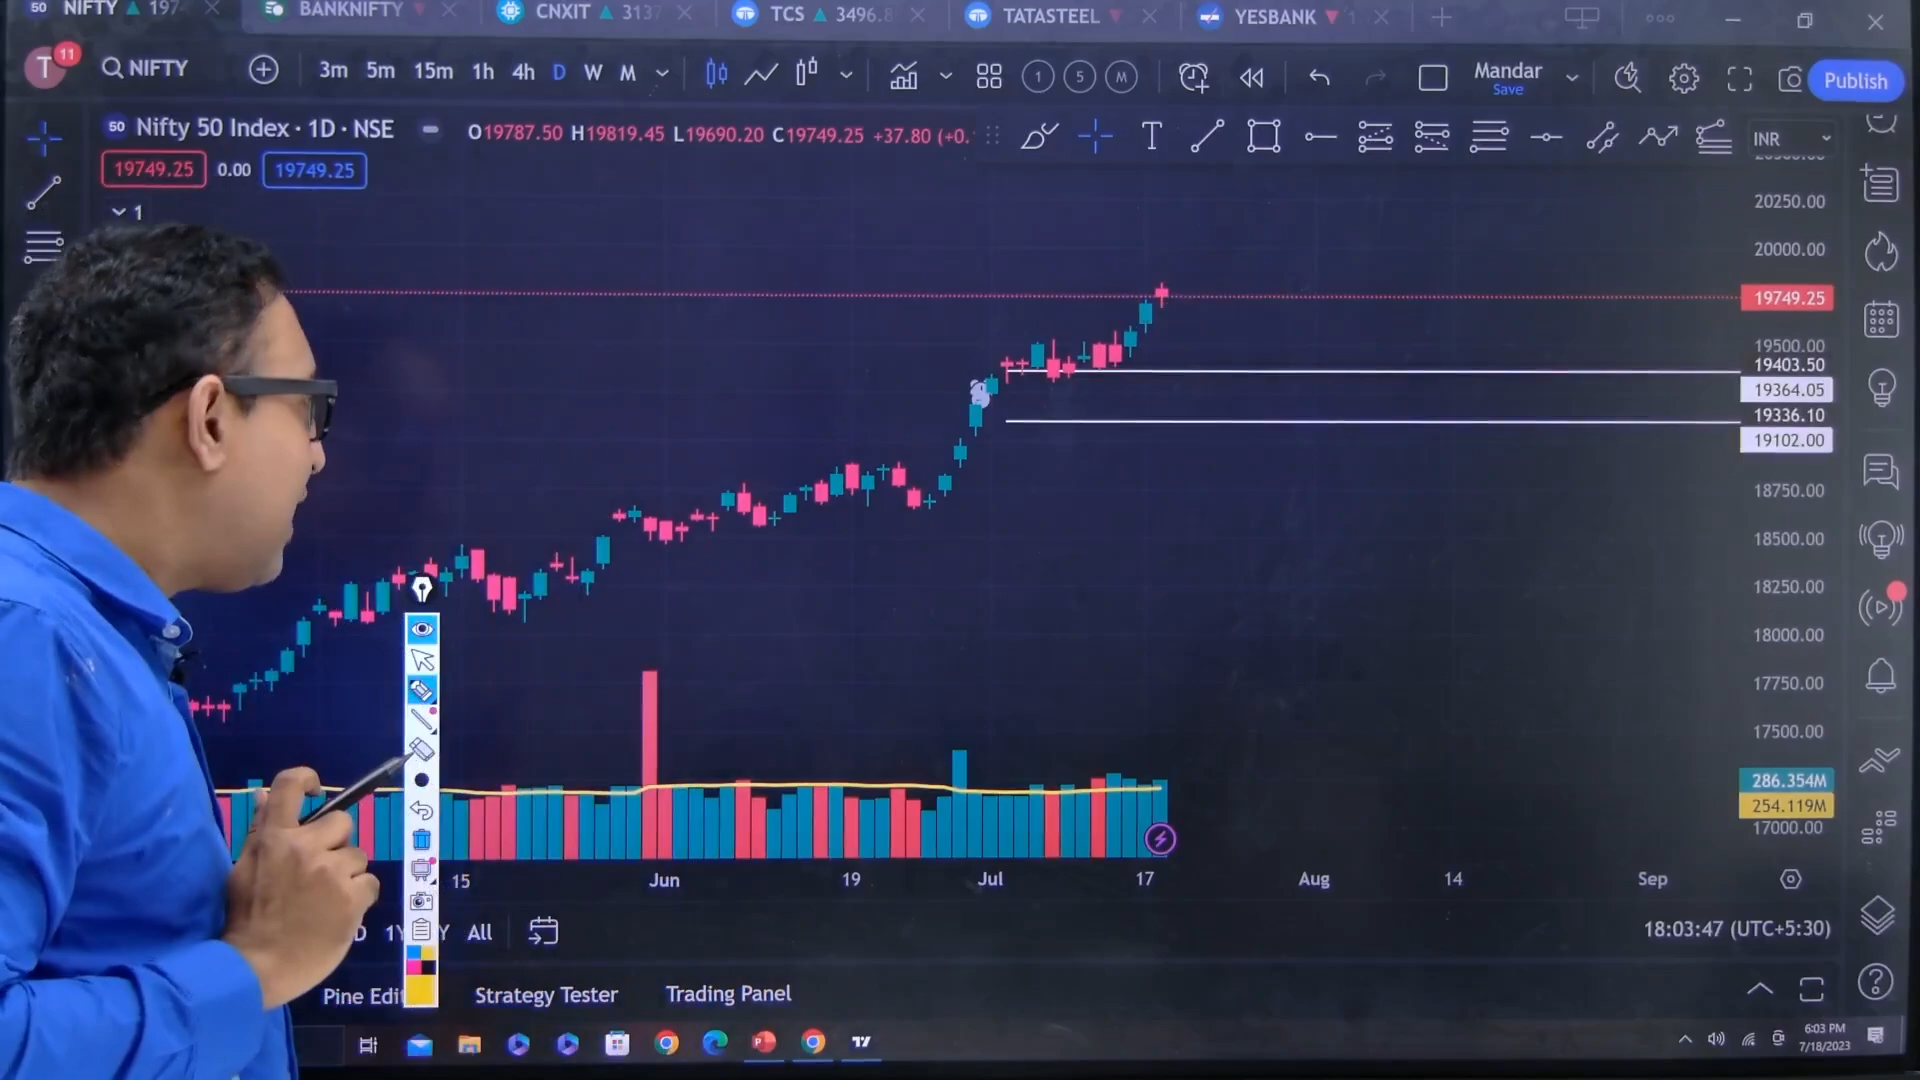 50 NIFTY 197
BANKNIFTY
CNXIT 3137
TCS 3496.8
TATASTEEL
YESBANK
T 11
NIFTY
3m 5m 15m 1h 4h D W M
1 5 M
Mandar
Save
Publish
50 Nifty 50 Index · 1D · NSE
O19787.50 H19819.45 L19690.20 C19749.25 +37.80 (+0.
T
INR
19749.25 0.00 19749.25
1
20250.00
20000.00
19749.25
19500.00
19403.50
19364.05
19336.10
19102.00
18750.00
18500.00
18250.00
18000.00
17750.00
17500.00
286.354M
254.119M
17000.00
15 Jun 19 Jul 17 Aug 14 Sep
D 1Y Y All
18:03:47 (UTC+5:30)
Pine Edi
Strategy Tester
Trading Panel
6:03 PM
7/18/2023